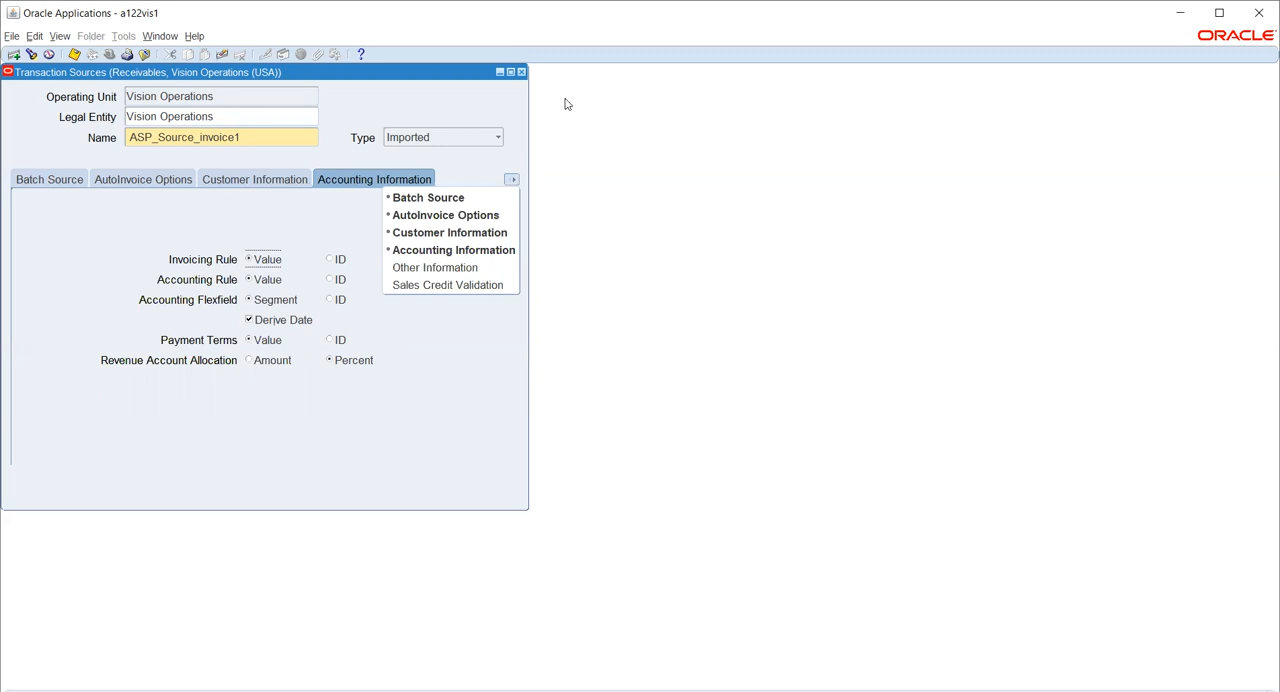 Oracle Applications - a122vis1
File Edit View Folder Tools Window Help
ORACLE
Transaction Sources (Receivables, Vision Operations (USA))
Operating Unit Vision Operations
Legal Entity Vision Operations
Name ASP_Source_invoice1 Type Imported
Batch Source AutoInvoice Options Customer Information Accounting Information
Batch Source
AutoInvoice Options
Customer Information
Accounting Information
Other Information
Sales Credit Validation
Invoicing Rule Value ID
Accounting Rule Value ID
Accounting Flexfield Segment ID
Derive Date
Payment Terms Value ID
Revenue Account Allocation Amount Percent